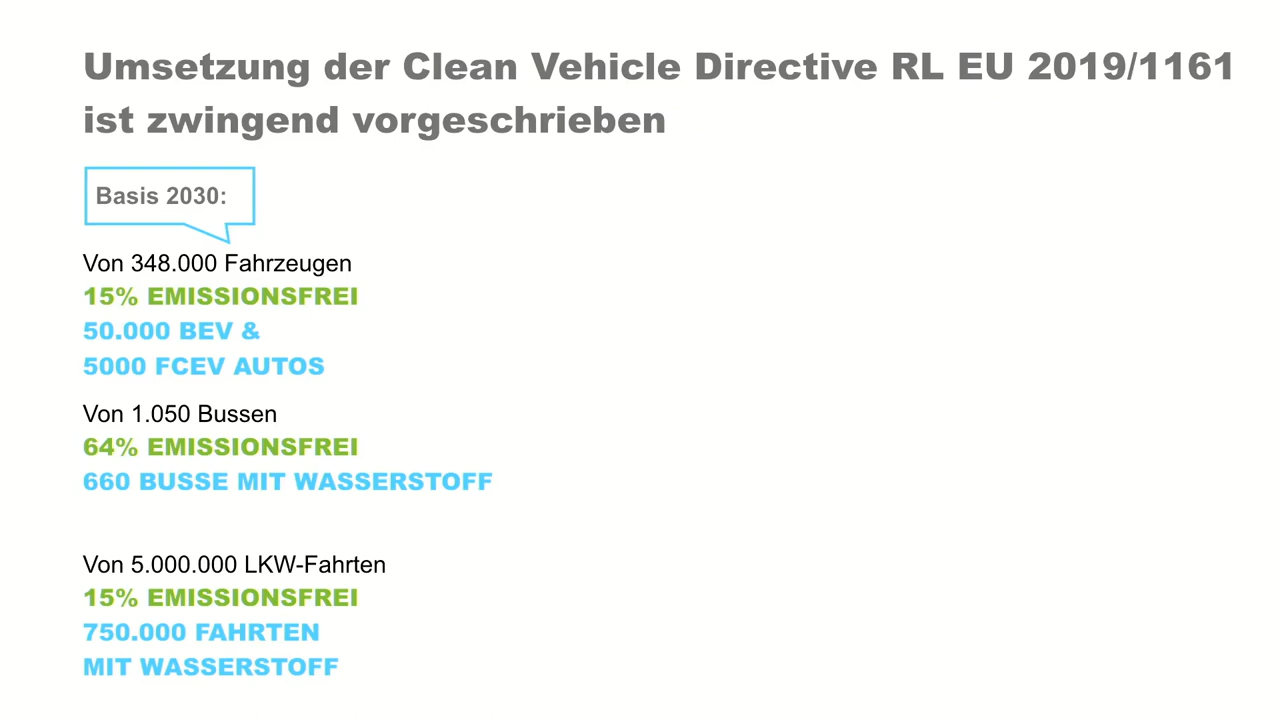 Umsetzung der Clean Vehicle Directive RL EU 2019/1161
ist zwingend vorgeschrieben
Basis 2030:
Von 348.000 Fahrzeugen
15% EMISSIONSFREI
50.000 BEV &
5000 FCEV AUTOS
Von 1.050 Bussen
64% EMISSIONSFREI
660 BUSSE MIT WASSERSTOFF
Von 5.000.000 LKW-Fahrten
15% EMISSIONSFREI
750.000 FAHRTEN
MIT WASSERSTOFF